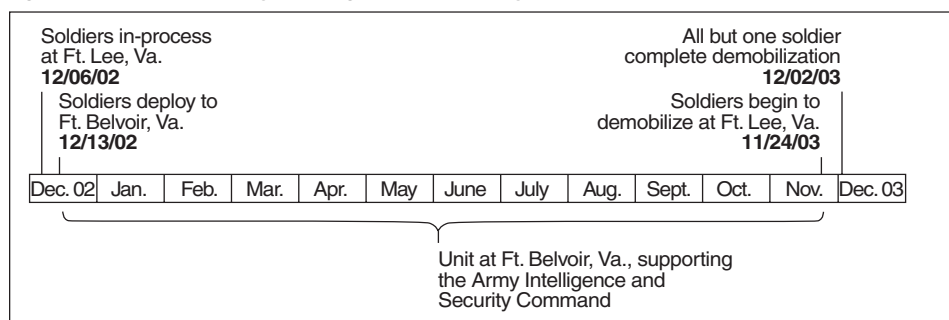 Soldiers in-process
at Ft. Lee, Va.
12/06/02
Soldiers deploy to
Ft. Belvoir, Va.
12/13/02
All but one soldier
complete demobilization
12/02/03
Soldiers begin to
demobilize at Ft. Lee, Va.
11/24/03
Dec. 02 Jan. Feb. Mar. Apr. May June July Aug. Sept. Oct. Nov. Dec. 03
Unit at Ft. Belvoir, Va., supporting
the Army Intelligence and
Security Command